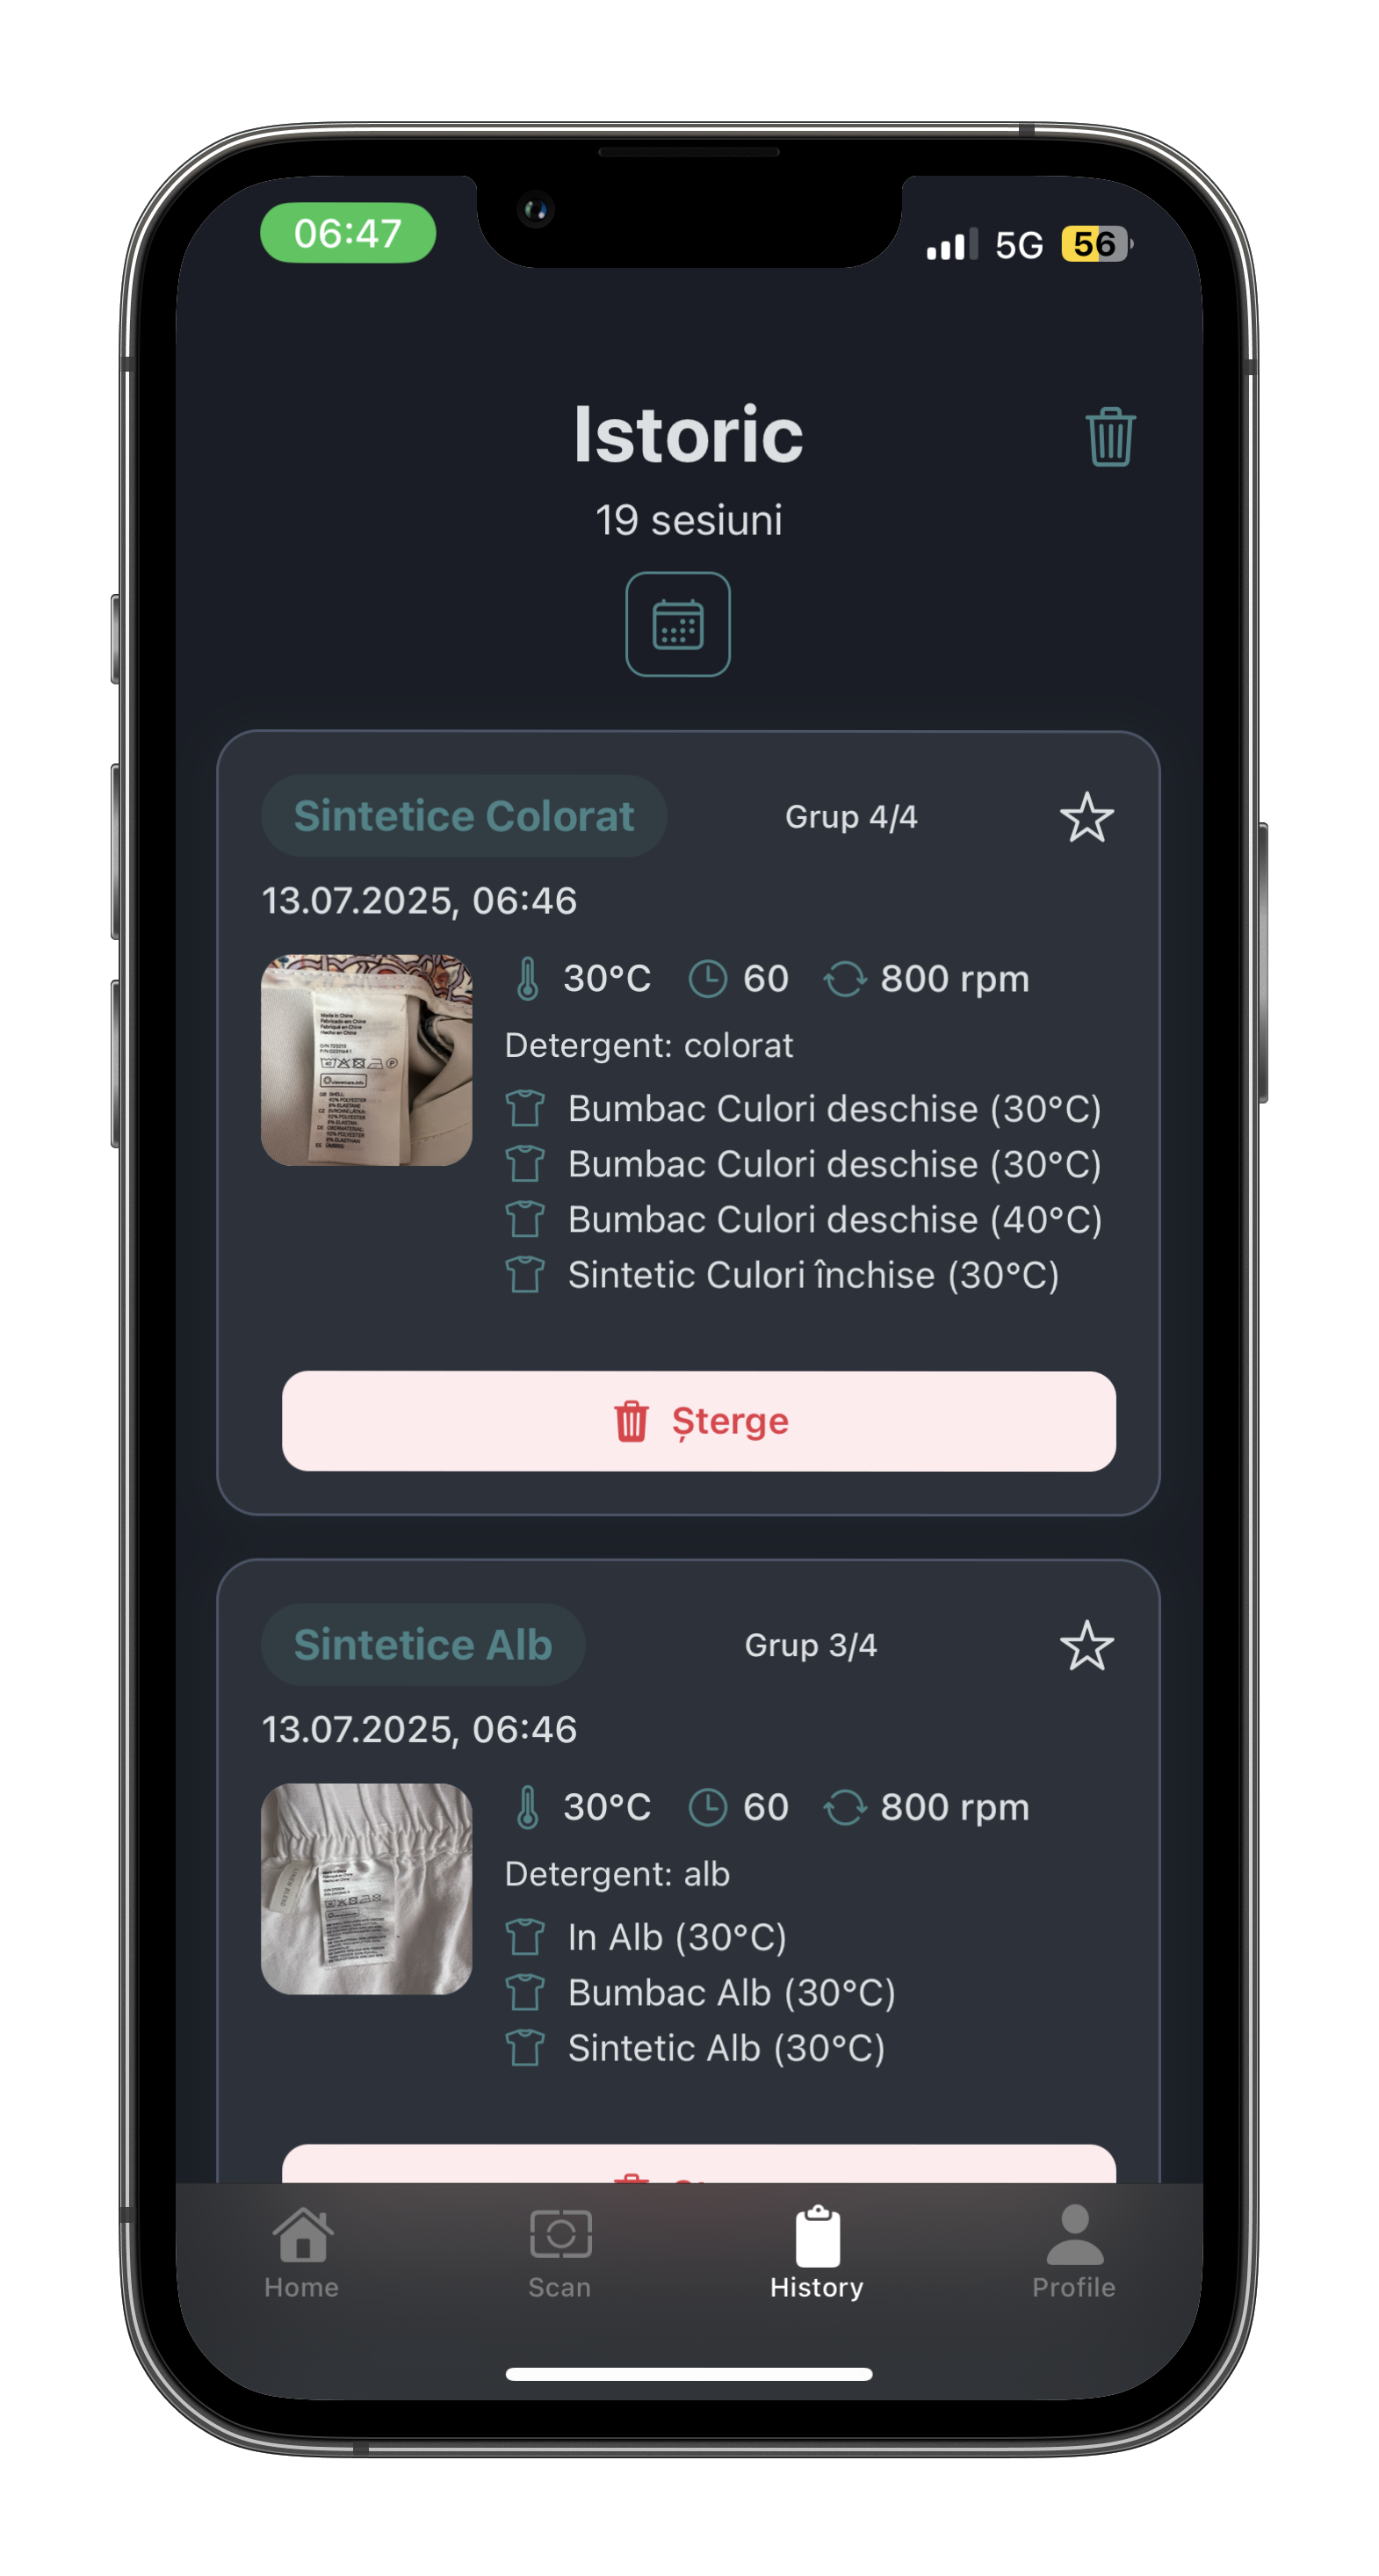 06:47
5G 56
Istoric
19 sesiuni
Sintetice Colorat
Grup 4/4
13.07.2025, 06:46
30°C 60 800 rpm
Detergent: colorat
Bumbac Culori deschise (30°C)
Bumbac Culori deschise (30°C)
Bumbac Culori deschise (40°C)
Sintetic Culori închise (30°C)
Șterge
Sintetice Alb
Grup 3/4
13.07.2025, 06:46
30°C 60 800 rpm
Detergent: alb
In Alb (30°C)
Bumbac Alb (30°C)
Sintetic Alb (30°C)
Home Scan History Profile